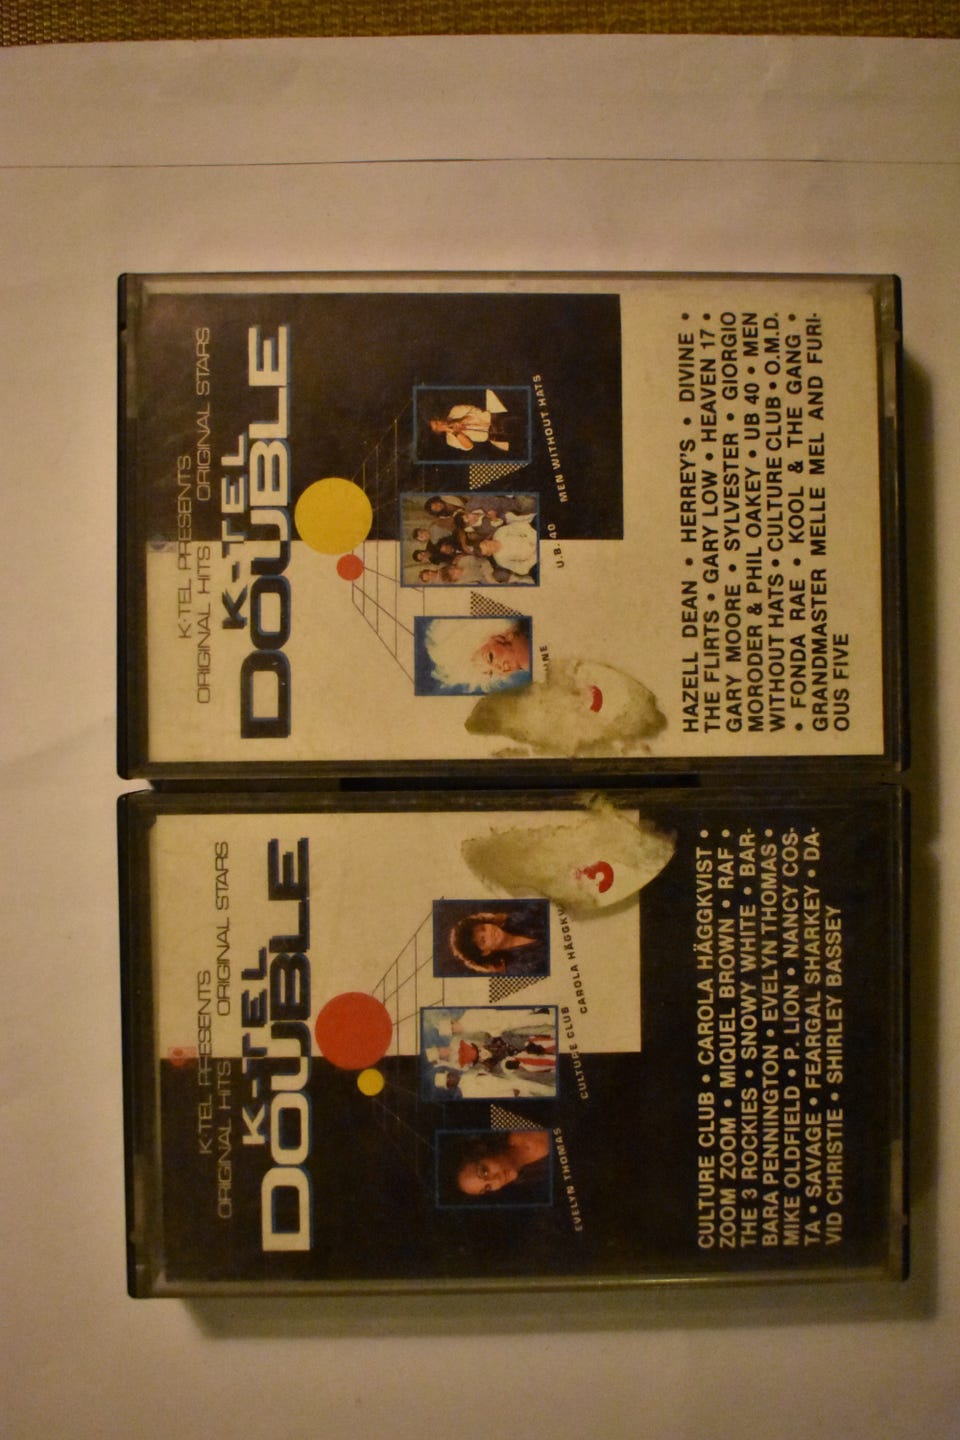 K-TEL PRESENTS
ORIGINAL HITS ORIGINAL STARS
K-TEL
DOUBLE
MEN WITHOUT HATS
U.B. 40
HAZELL DEAN • HERREY'S • DIVINE •
THE FLIRTS • GARY LOW • HEAVEN 17 •
GARY MOORE • SYLVESTER • GIORGIO
MORODER & PHIL OAKEY • UB 40 • MEN
WITHOUT HATS • CULTURE CLUB • O.M.D.
• FONDA RAE • KOOL & THE GANG •
GRANDMASTER MELLE MEL AND FURI-
OUS FIVE
K-TEL PRESENTS
ORIGINAL HITS ORIGINAL STARS
K-TEL
DOUBLE
CAROLA
CULTURE CLUB
EVELYN THOMAS
CULTURE CLUB • CAROLA HÄGGKVIST •
ZOOM ZOOM • MIQUEL BROWN • RAF •
THE 3 ROCKIES • SNOWY WHITE • BAR-
BARA PENNINGTON • EVELYN THOMAS •
MIKE OLDFIELD • P. LION • NANCY COS-
TA • SAVAGE • FEARGAL SHARKEY • DA-
VID CHRISTIE • SHIRLEY BASSEY